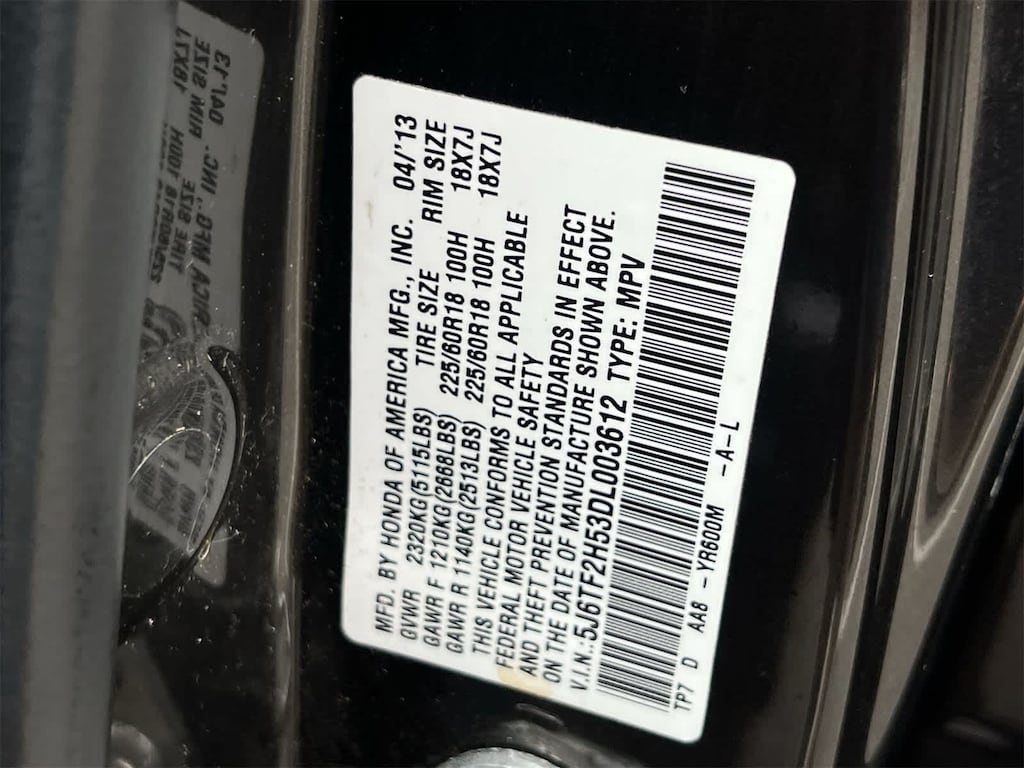 MFD. BY HONDA OF AMERICA MFG., INC. 04/'13
GVWR 2320KG(5115LBS) TIRE SIZE RIM SIZE
GAWR F 1210KG(2668LBS) 225/60R18 100H 18X7J
GAWR R 1140KG(2513LBS) 225/60R18 100H 18X7J
THIS VEHICLE CONFORMS TO ALL APPLICABLE
FEDERAL MOTOR VEHICLE SAFETY
AND THEFT PREVENTION STANDARDS IN EFFECT
ON THE DATE OF MANUFACTURE SHOWN ABOVE.
V.I.N.:5J6TF2H53DL003612 TYPE: MPV
TP7 D AA8 -YR600M -A-L